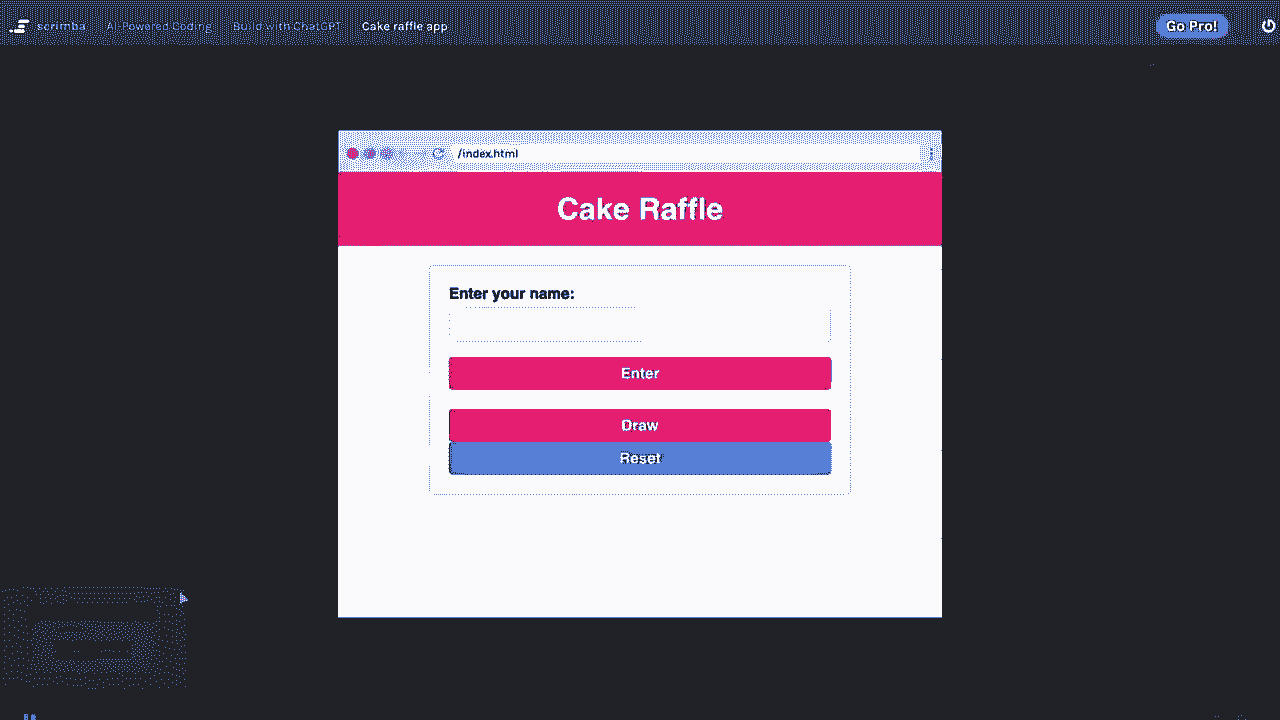 scrimba AI-Powered Coding Build with ChatGPT Cake raffle app Go Pro!
/index.html
Cake Raffle
Enter your name:
Enter
Draw
Reset